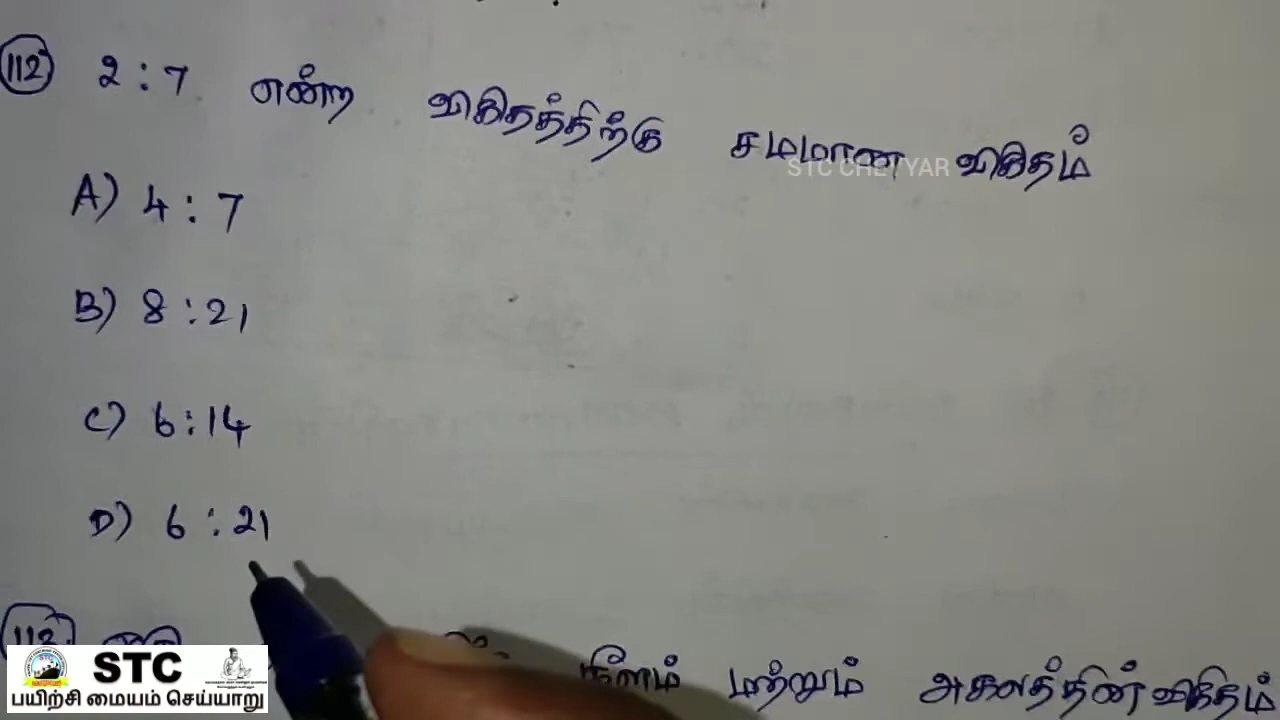 112 2 : 7 என்ற விகிதத்திற்கு சமமான விகிதம்
STC CHEYYAR
A) 4 : 7
B) 8 : 21
C) 6 : 14
D) 6 : 21
113 நீளம் மற்றும் அகலத்தின் விகிதம்
STC
பயிற்சி மையம் செய்யாறு